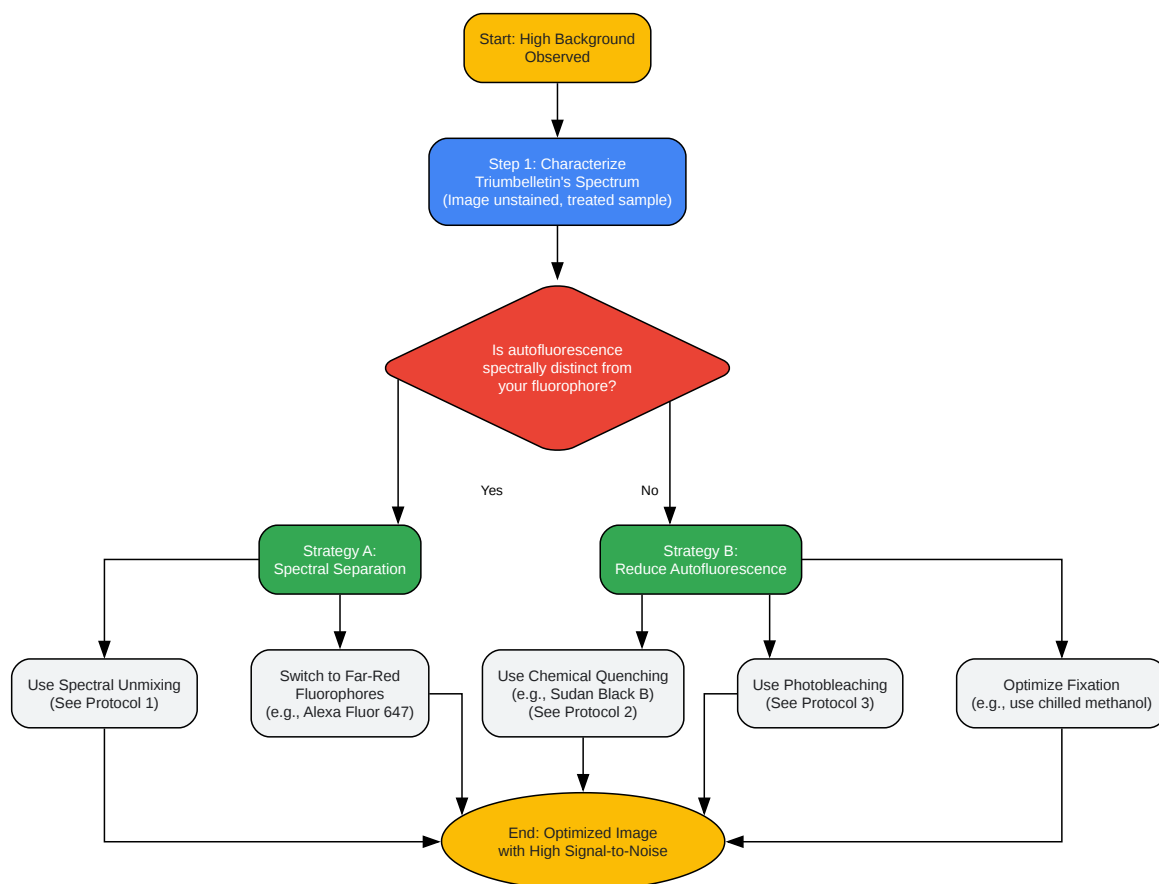 Start: High Background
Observed
Step 1: Characterize
Triumbelletin's Spectrum
(Image unstained, treated sample)
Is autofluorescence
spectrally distinct from
your fluorophore?
Yes
No
Strategy A:
Spectral Separation
Strategy B:
Reduce Autofluorescence
Use Spectral Unmixing
(See Protocol 1)
Switch to Far-Red
Fluorophores
(e.g., Alexa Fluor 647)
Use Chemical Quenching
(e.g., Sudan Black B)
(See Protocol 2)
Use Photobleaching
(See Protocol 3)
Optimize Fixation
(e.g., use chilled methanol)
End: Optimized Image
with High Signal-to-Noise